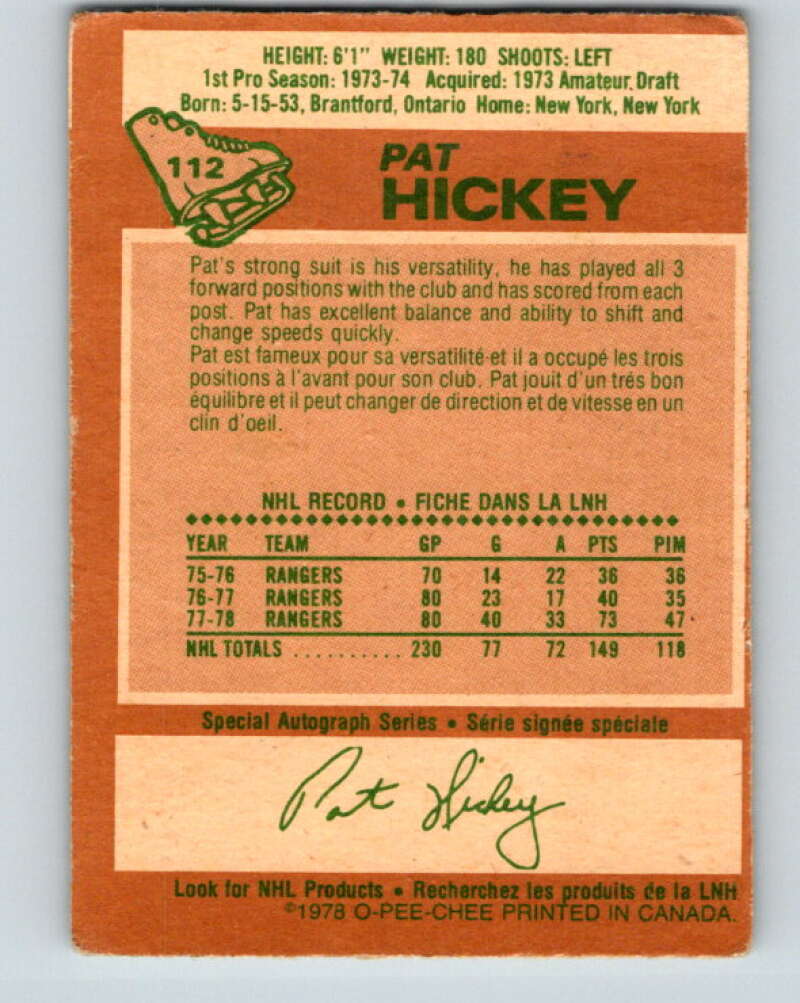 HEIGHT: 6'1" WEIGHT: 180 SHOOTS: LEFT
1st Pro Season: 1973-74 Acquired: 1973 Amateur. Draft
Born: 5-15-53, Brantford, Ontario Home: New York, New York
112
PAT
HICKEY
Pat's strong suit is his versatility, he has played all 3
forward positions with the club and has scored from each
post. Pat has excellent balance and ability to shift and
change speeds quickly.
Pat est fameux pour sa versatilité et il a occupé les trois
positions à l'avant pour son club. Pat jouit d'un trés bon
équilibre et il peut changer de direction et de vitesse en un
clin d'oeil.
NHL RECORD • FICHE DANS LA LNH
YEAR TEAM GP G A PTS PIM
75-76 RANGERS 70 14 22 36 36
76-77 RANGERS 80 23 17 40 35
77-78 RANGERS 80 40 33 73 47
NHL TOTALS .......... 230 77 72 149 118
Special Autograph Series • Série signée spéciale
Pat Hickey
Look for NHL Products • Recherchez les produits de la LNH
©1978 O-PEE-CHEE PRINTED IN CANADA.